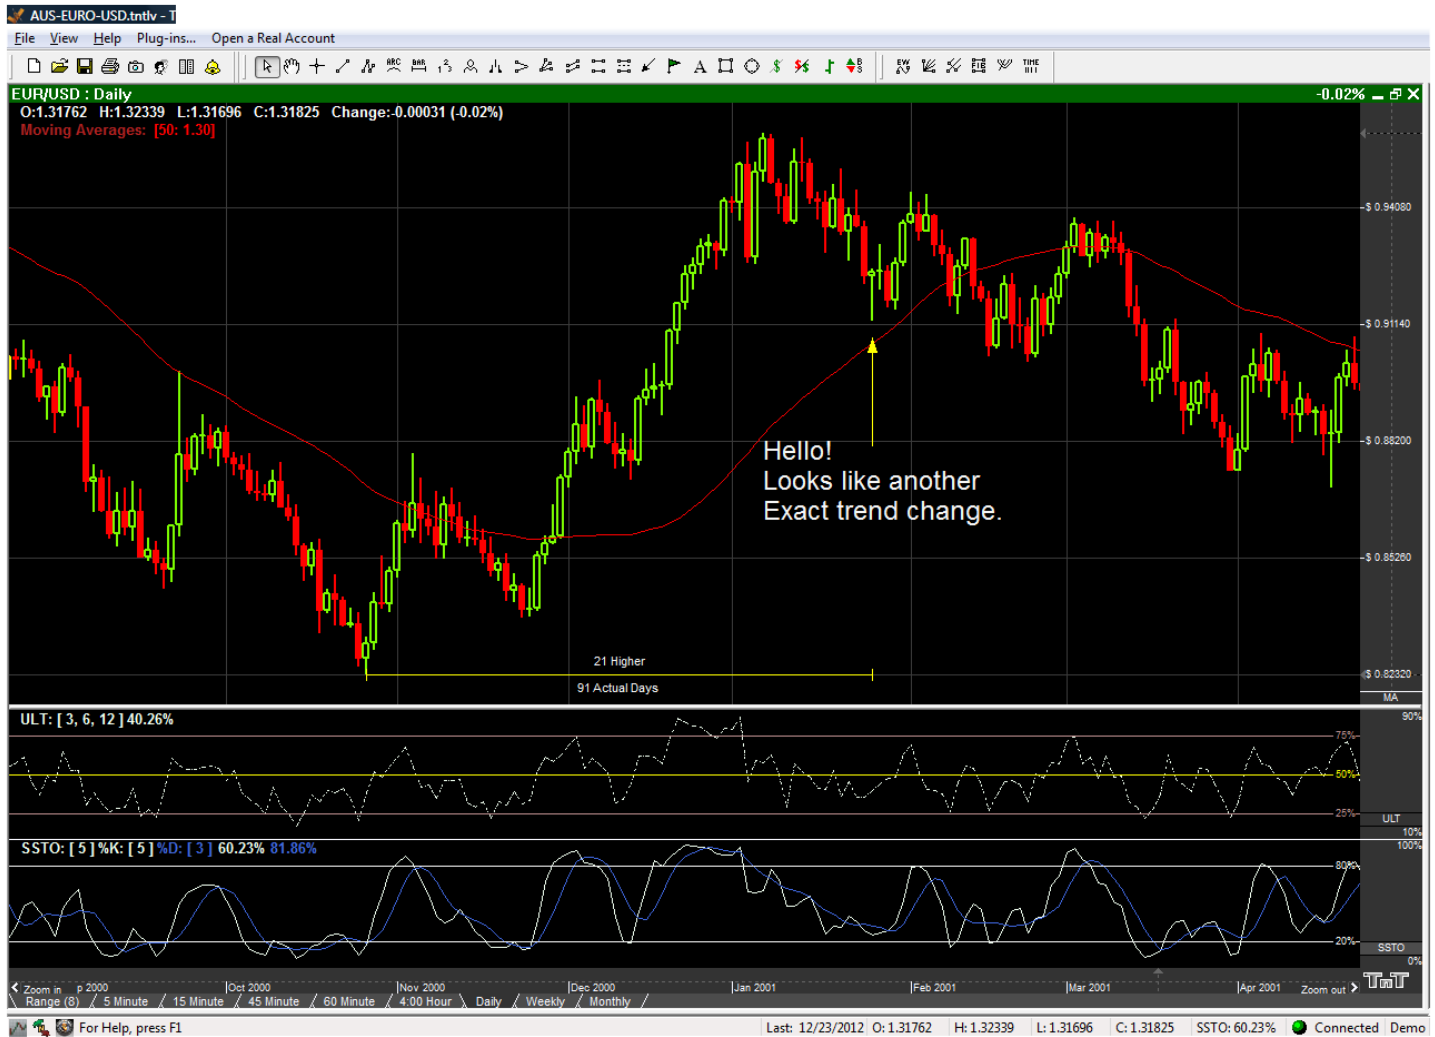 AUS-EURO-USD.tntlv - T
File View Help Plug-ins... Open a Real Account
EUR/USD : Daily -0.02%
O:1.31762 H:1.32339 L:1.31696 C:1.31825 Change:-0.00031 (-0.02%)
Moving Averages: [50: 1.30]
$ 0.94080
$ 0.91140
$ 0.88200
$ 0.85260
$ 0.82320
MA
Hello!
Looks like another
Exact trend change.
21 Higher
91 Actual Days
ULT: [ 3, 6, 12 ] 40.26%
90%
75%
50%
25%
ULT
10%
SSTO: [ 5 ] %K: [ 5 ] %D: [ 3 ] 60.23% 81.86%
100%
80%
20%
SSTO
0%
Zoom in p 2000 Oct 2000 Nov 2000 Dec 2000 Jan 2001 Feb 2001 Mar 2001 Apr 2001 Zoom out
TnT
Range (8) 5 Minute 15 Minute 45 Minute 60 Minute 4:00 Hour Daily Weekly Monthly
For Help, press F1 Last: 12/23/2012 O: 1.31762 H: 1.32339 L: 1.31696 C: 1.31825 SSTO: 60.23% Connected Demo